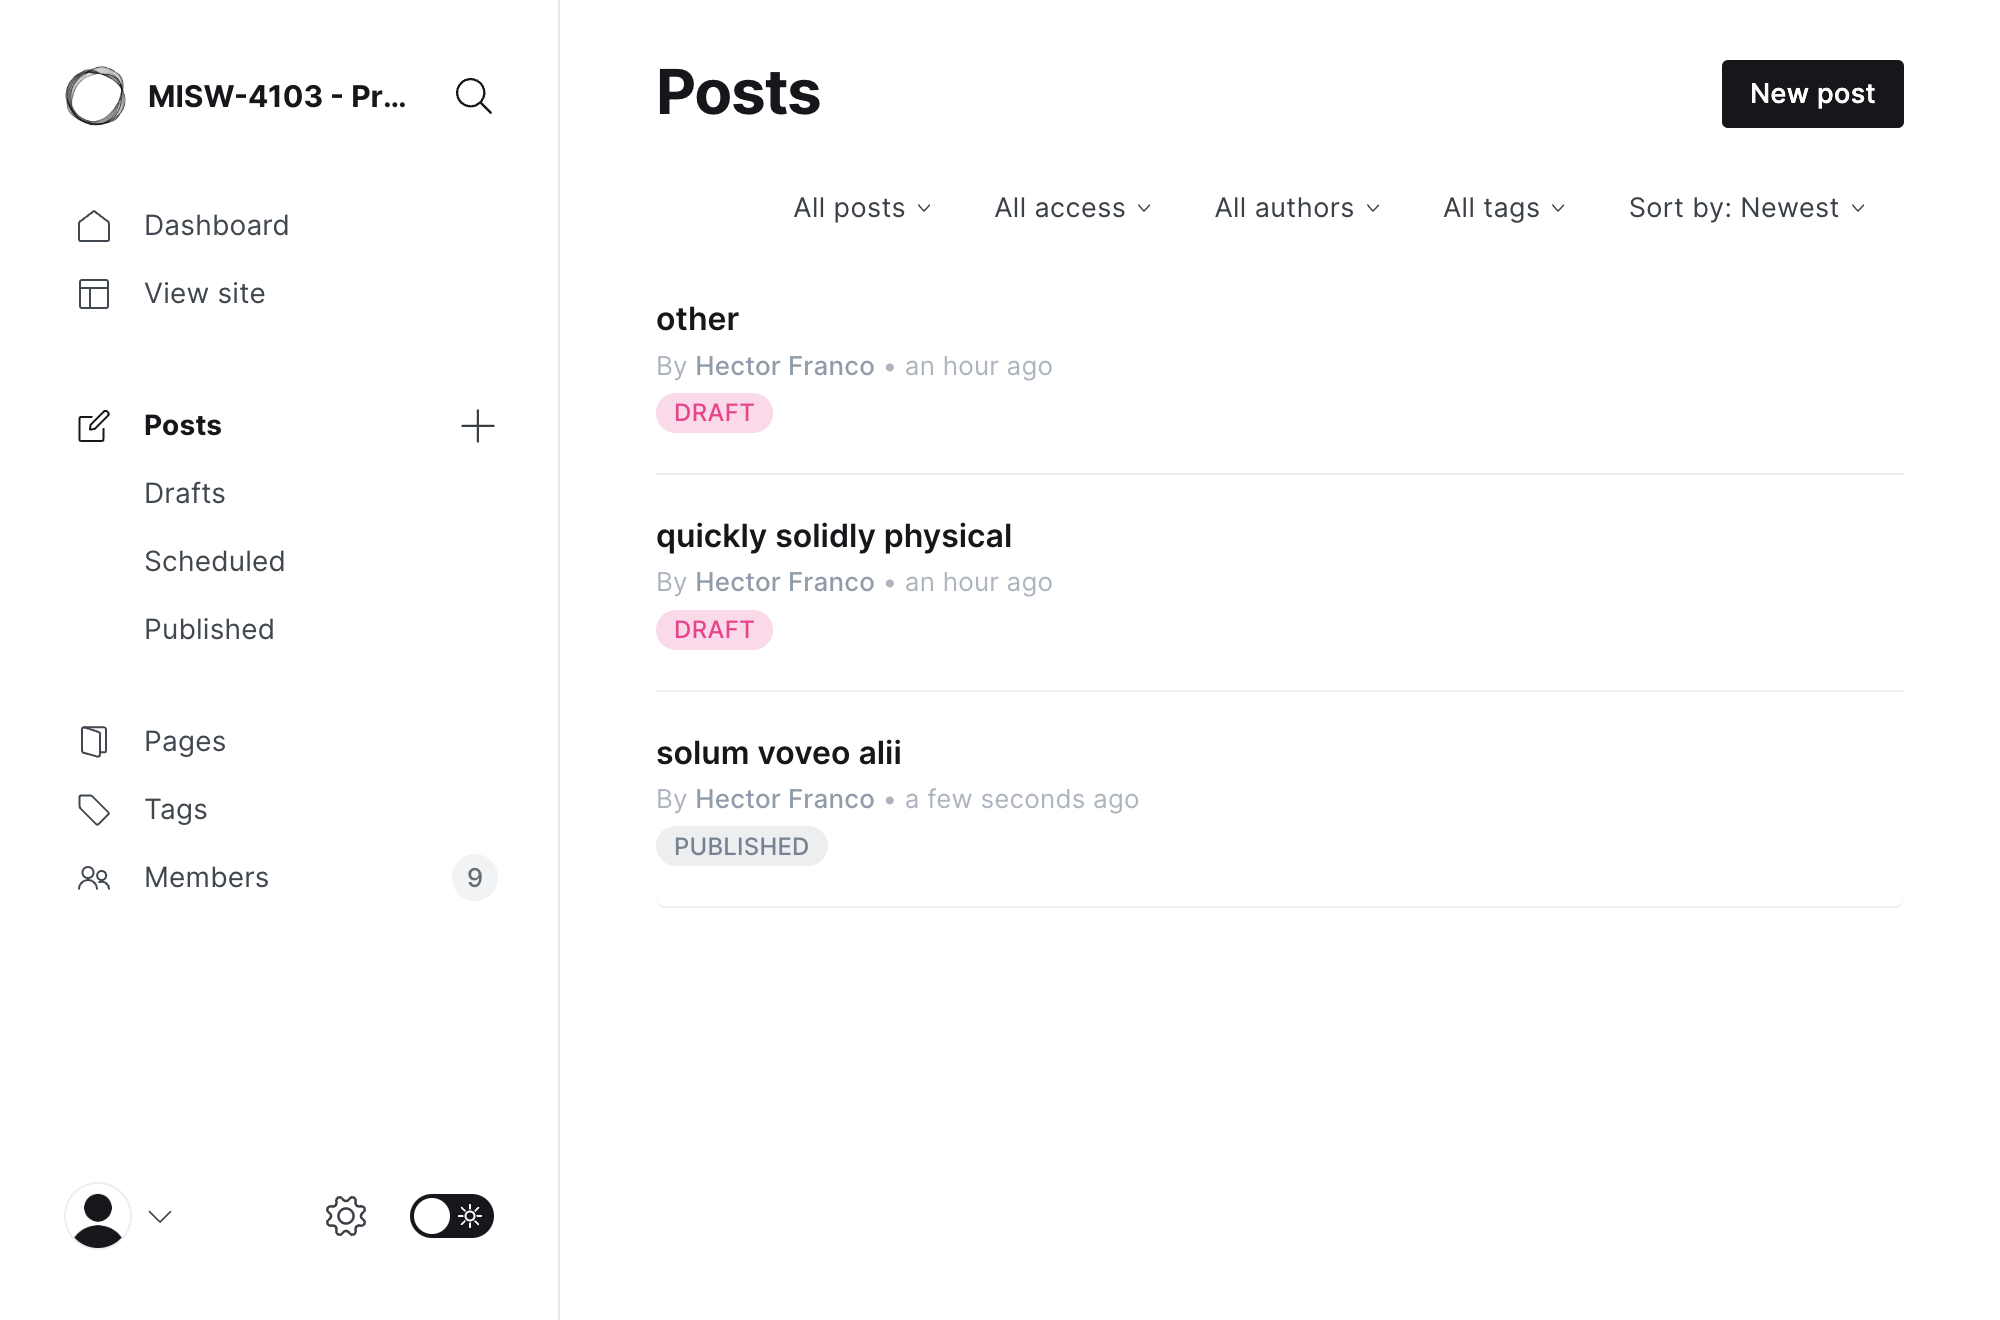 MISW-4103 - Pr...
Dashboard
View site
Posts
Drafts
Scheduled
Published
Pages
Tags
Members 9
Posts
New post
All posts All access All authors All tags Sort by: Newest
other
By Hector Franco • an hour ago
DRAFT
quickly solidly physical
By Hector Franco • an hour ago
DRAFT
solum voveo alii
By Hector Franco • a few seconds ago
PUBLISHED